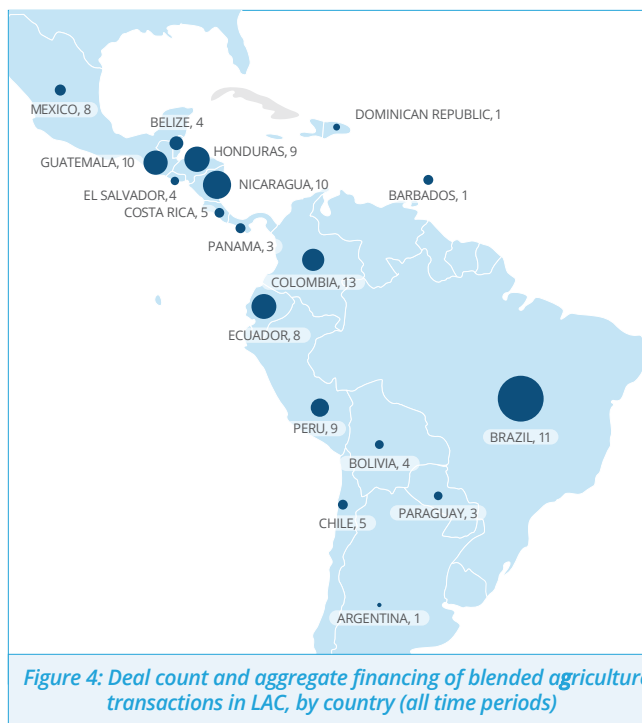 MEXICO, 8
DOMINICAN REPUBLIC, 1
BELIZE, 4
HONDURAS, 9
GUATEMALA, 10
NICARAGUA, 10
EL SALVADOR, 4
BARBADOS, 1
COSTA RICA, 5
PANAMA, 3
COLOMBIA, 13
ECUADOR, 8
PERU, 9
BRAZIL, 11
BOLIVIA, 4
PARAGUAY, 3
CHILE, 5
ARGENTINA, 1
Figure 4: Deal count and aggregate financing of blended agricultur
transactions in LAC, by country (all time periods)